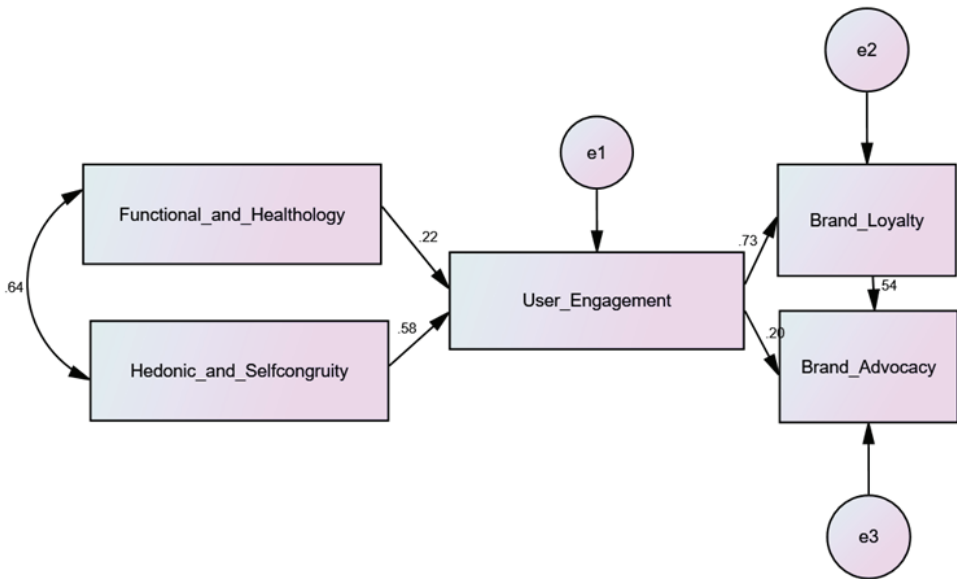 e2
e1
Functional_and_Healthology
Brand_Loyalty
.22
.73
.64
User_Engagement
54
.58
.20
Hedonic_and_Selfcongruity
Brand_Advocacy
e3